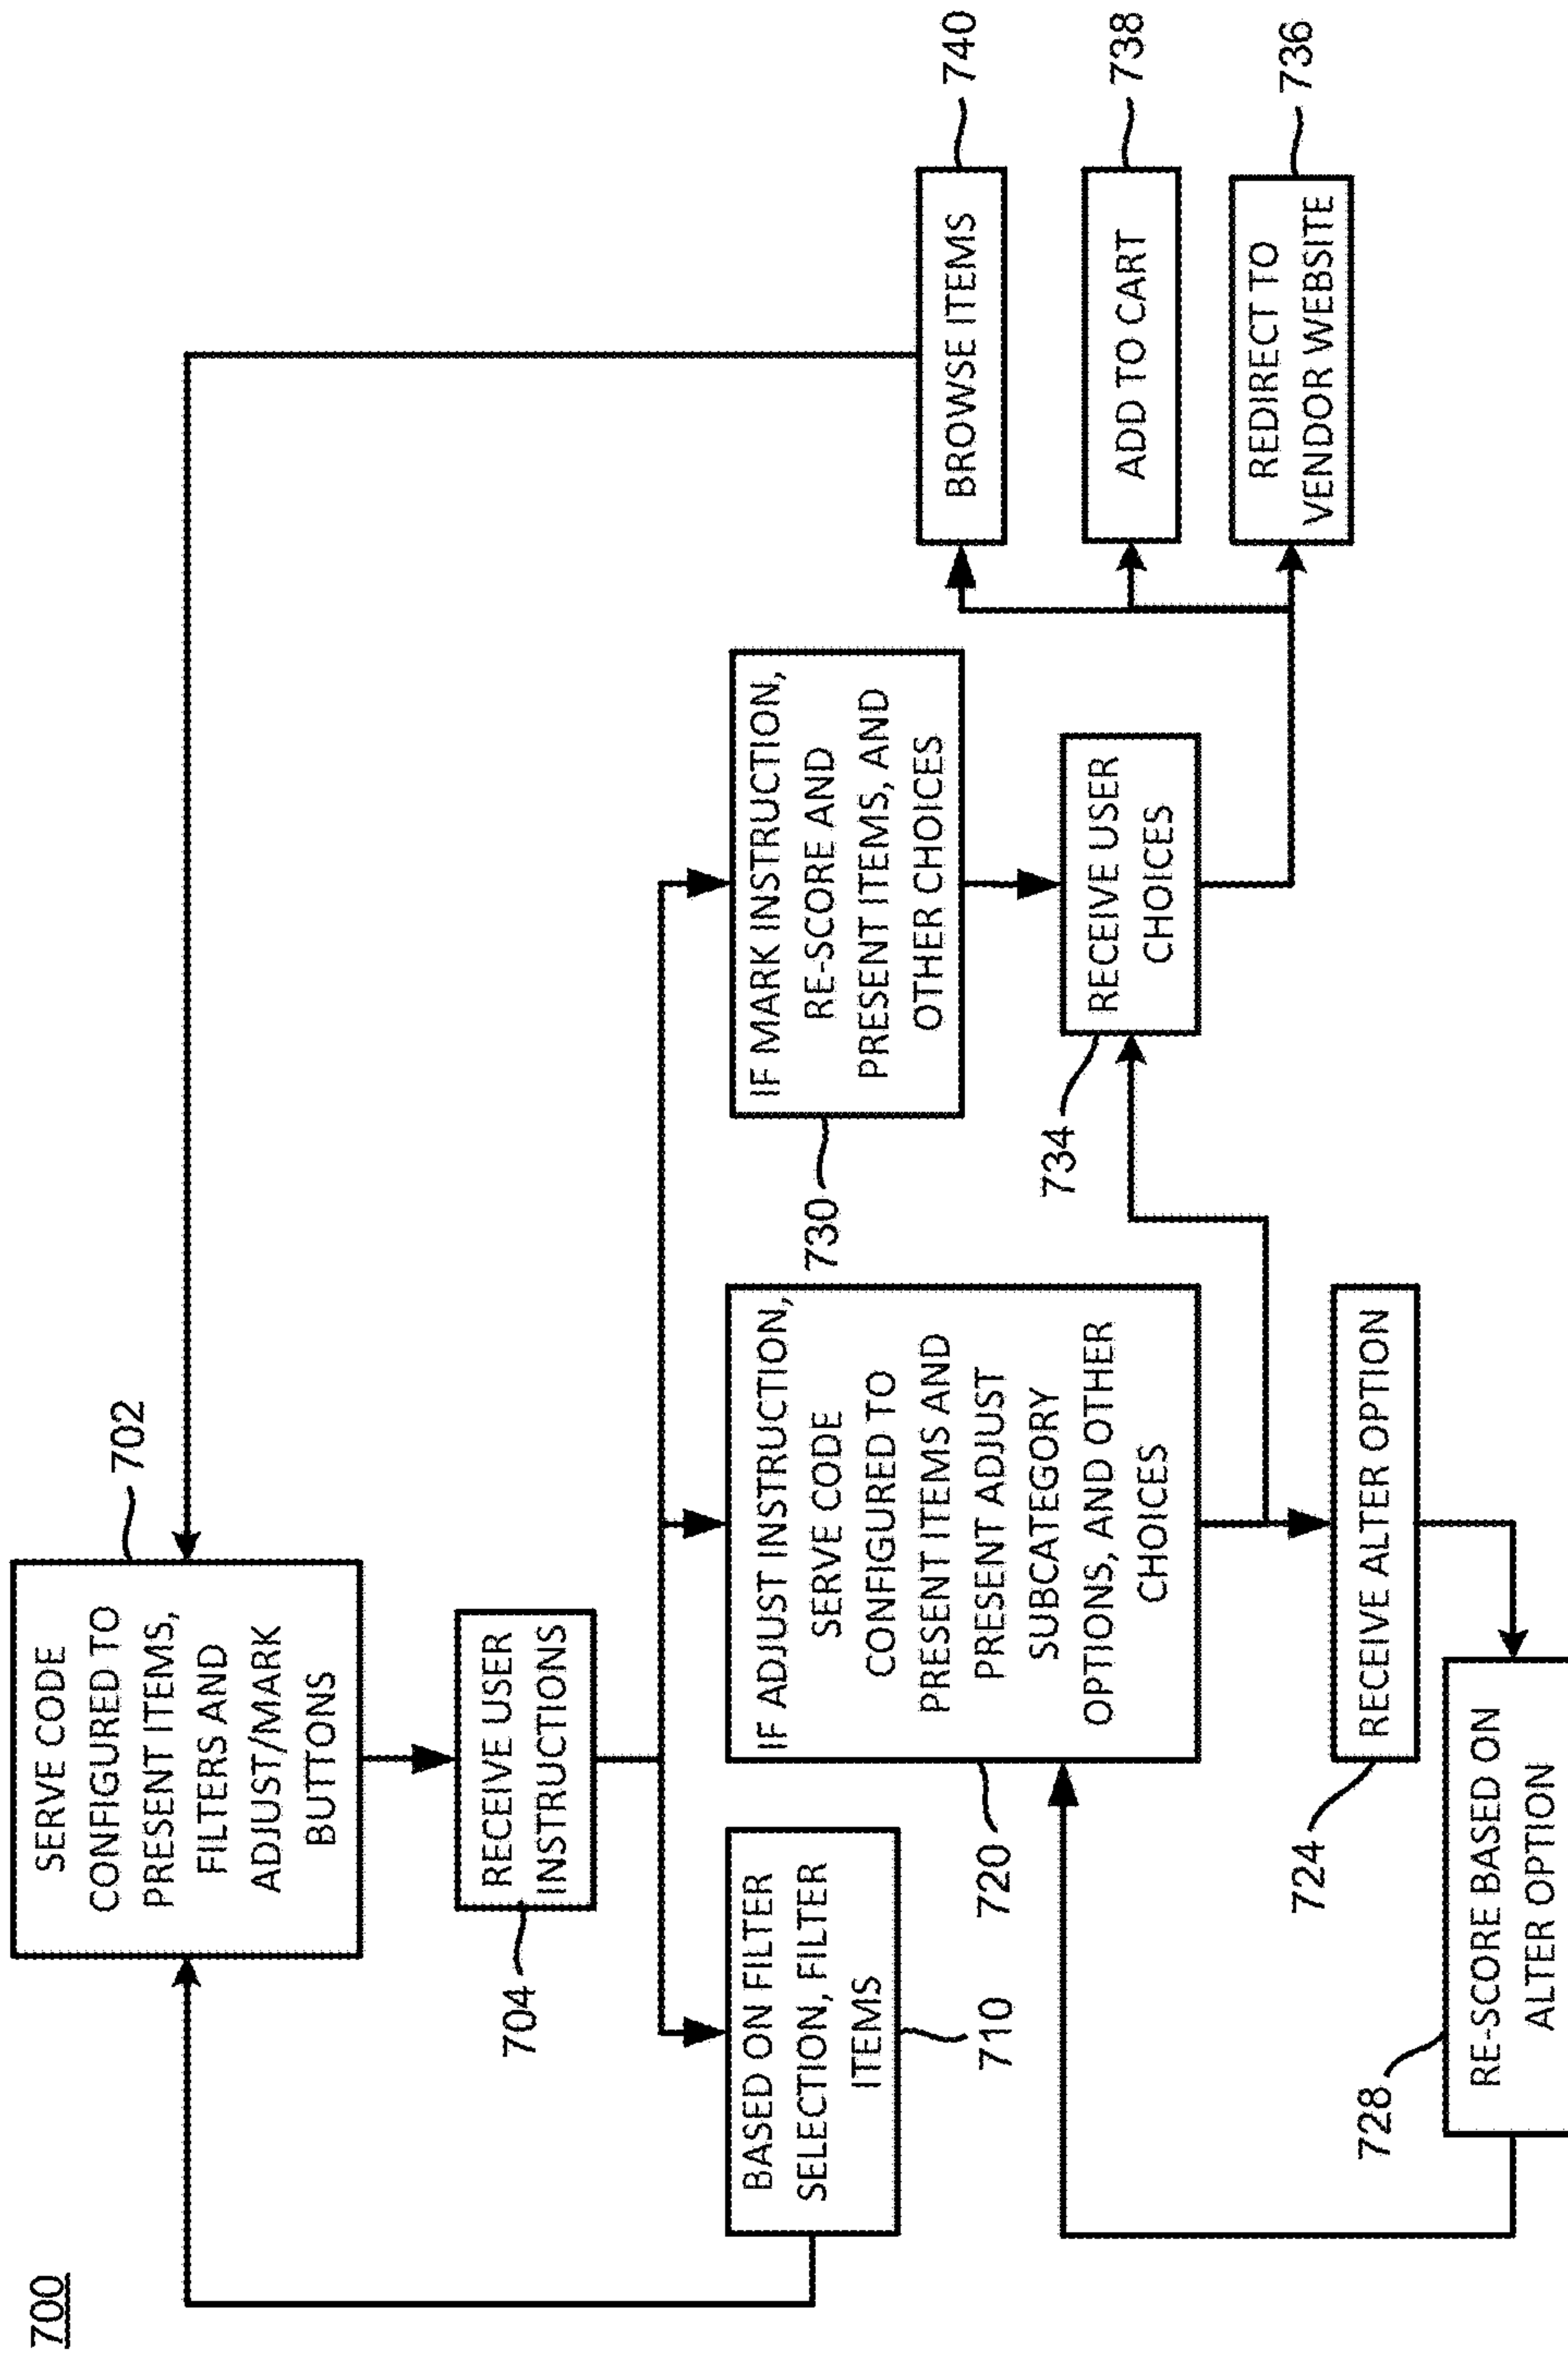 700
SERVE CODE
CONFIGURED TO
PRESENT ITEMS,
FILTERS AND
ADJUST/MARK
BUTTONS
702
RECEIVE USER
INSTRUCTIONS
704
BASED ON FILTER
SELECTION, FILTER
ITEMS
710
IF ADJUST INSTRUCTION,
SERVE CODE
CONFIGURED TO
PRESENT ITEMS AND
PRESENT ADJUST
SUBCATEGORY
OPTIONS, AND OTHER
CHOICES
720
IF MARK INSTRUCTION,
RE-SCORE AND
PRESENT ITEMS, AND
OTHER CHOICES
730
RECEIVE USER
CHOICES
734
BROWSE ITEMS
740
ADD TO CART
738
REDIRECT TO
VENDOR WEBSITE
736
RECEIVE ALTER OPTION
724
RE-SCORE BASED ON
ALTER OPTION
728